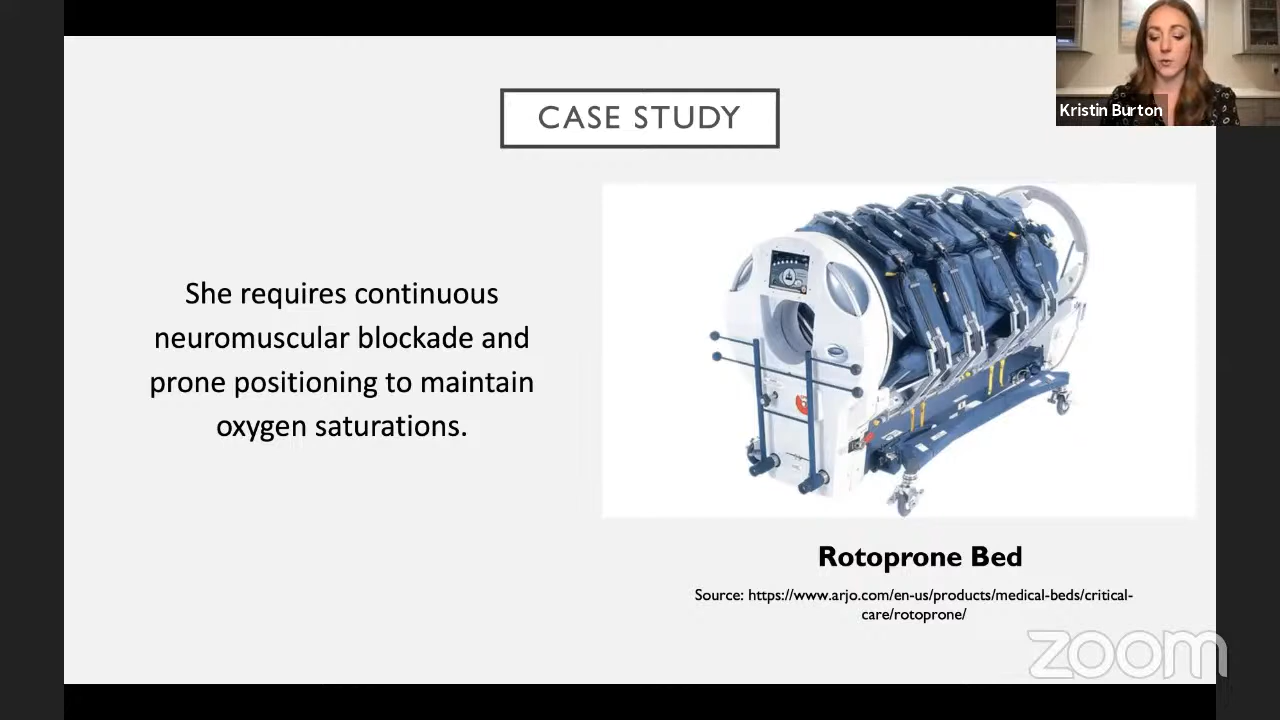 CASE STUDY
Kristin Burton
She requires continuous
neuromuscular blockade and
prone positioning to maintain
oxygen saturations.
Rotoprone Bed
Source: https://www.arjo.com/en-us/products/medical-beds/critical-
care/rotoprone/
zoom